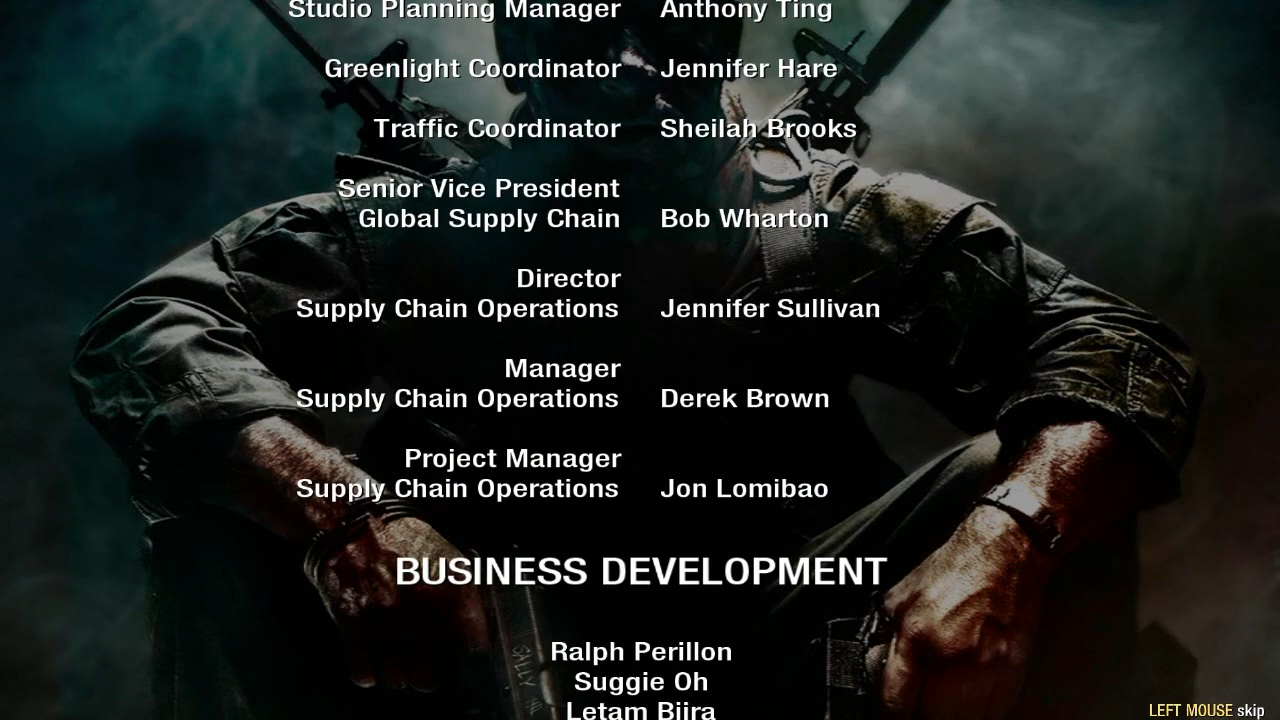 Studio Planning Manager Anthony Ting
Greenlight Coordinator Jennifer Hare
Traffic Coordinator Sheilah Brooks
Senior Vice President
Global Supply Chain Bob Wharton
Director
Supply Chain Operations Jennifer Sullivan
Manager
Supply Chain Operations Derek Brown
Project Manager
Supply Chain Operations Jon Lomibao
BUSINESS DEVELOPMENT
Ralph Perillon
Suggie Oh
Letam Biira
SALLY
LEFT MOUSE skip